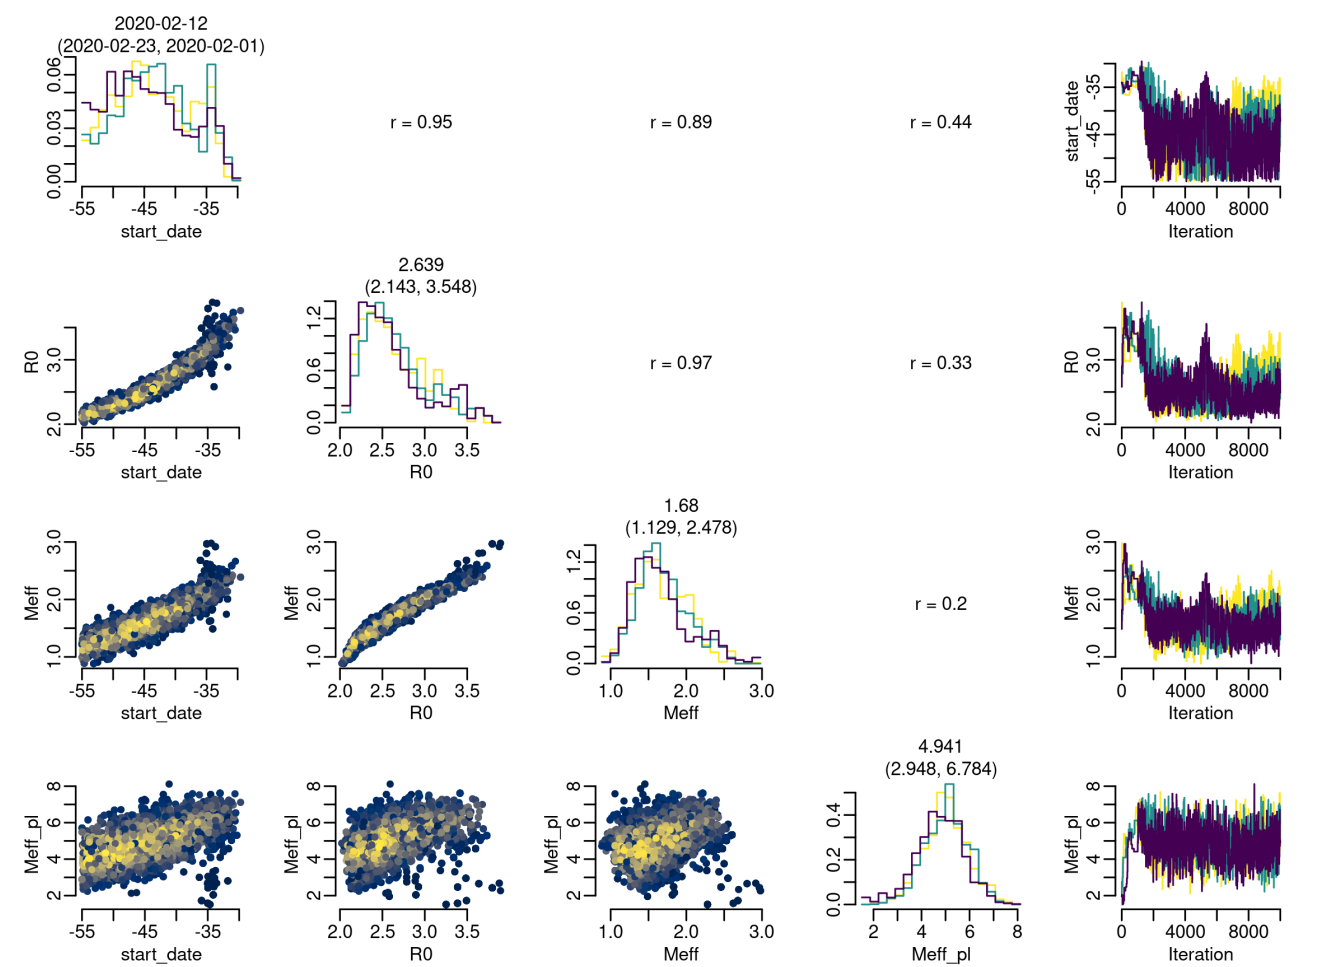 2020-02-12
(2020-02-23, 2020-02-01)
0.00 0.03 0.06
-55 -45 -35
start_date
r = 0.95
r = 0.89
r = 0.44
start_date
-55 -45 -35
0 4000 8000
Iteration
R0
2.0 3.0
-55 -45 -35
start_date
2.639
(2.143, 3.548)
0.0 0.6 1.2
2.0 2.5 3.0 3.5
R0
r = 0.97
r = 0.33
R0
2.0 3.0
0 4000 8000
Iteration
Meff
1.0 2.0 3.0
-55 -45 -35
start_date
Meff
1.0 2.0 3.0
2.0 2.5 3.0 3.5
R0
1.68
(1.129, 2.478)
0.0 0.6 1.2
1.0 2.0 3.0
Meff
r = 0.2
Meff
1.0 2.0 3.0
0 4000 8000
Iteration
Meff_pl
2 4 6 8
-55 -45 -35
start_date
Meff_pl
2 4 6 8
2.0 2.5 3.0 3.5
R0
Meff_pl
2 4 6 8
1.0 2.0 3.0
Meff
4.941
(2.948, 6.784)
0.0 0.2 0.4
2 4 6 8
Meff_pl
Meff_pl
2 4 6 8
0 4000 8000
Iteration